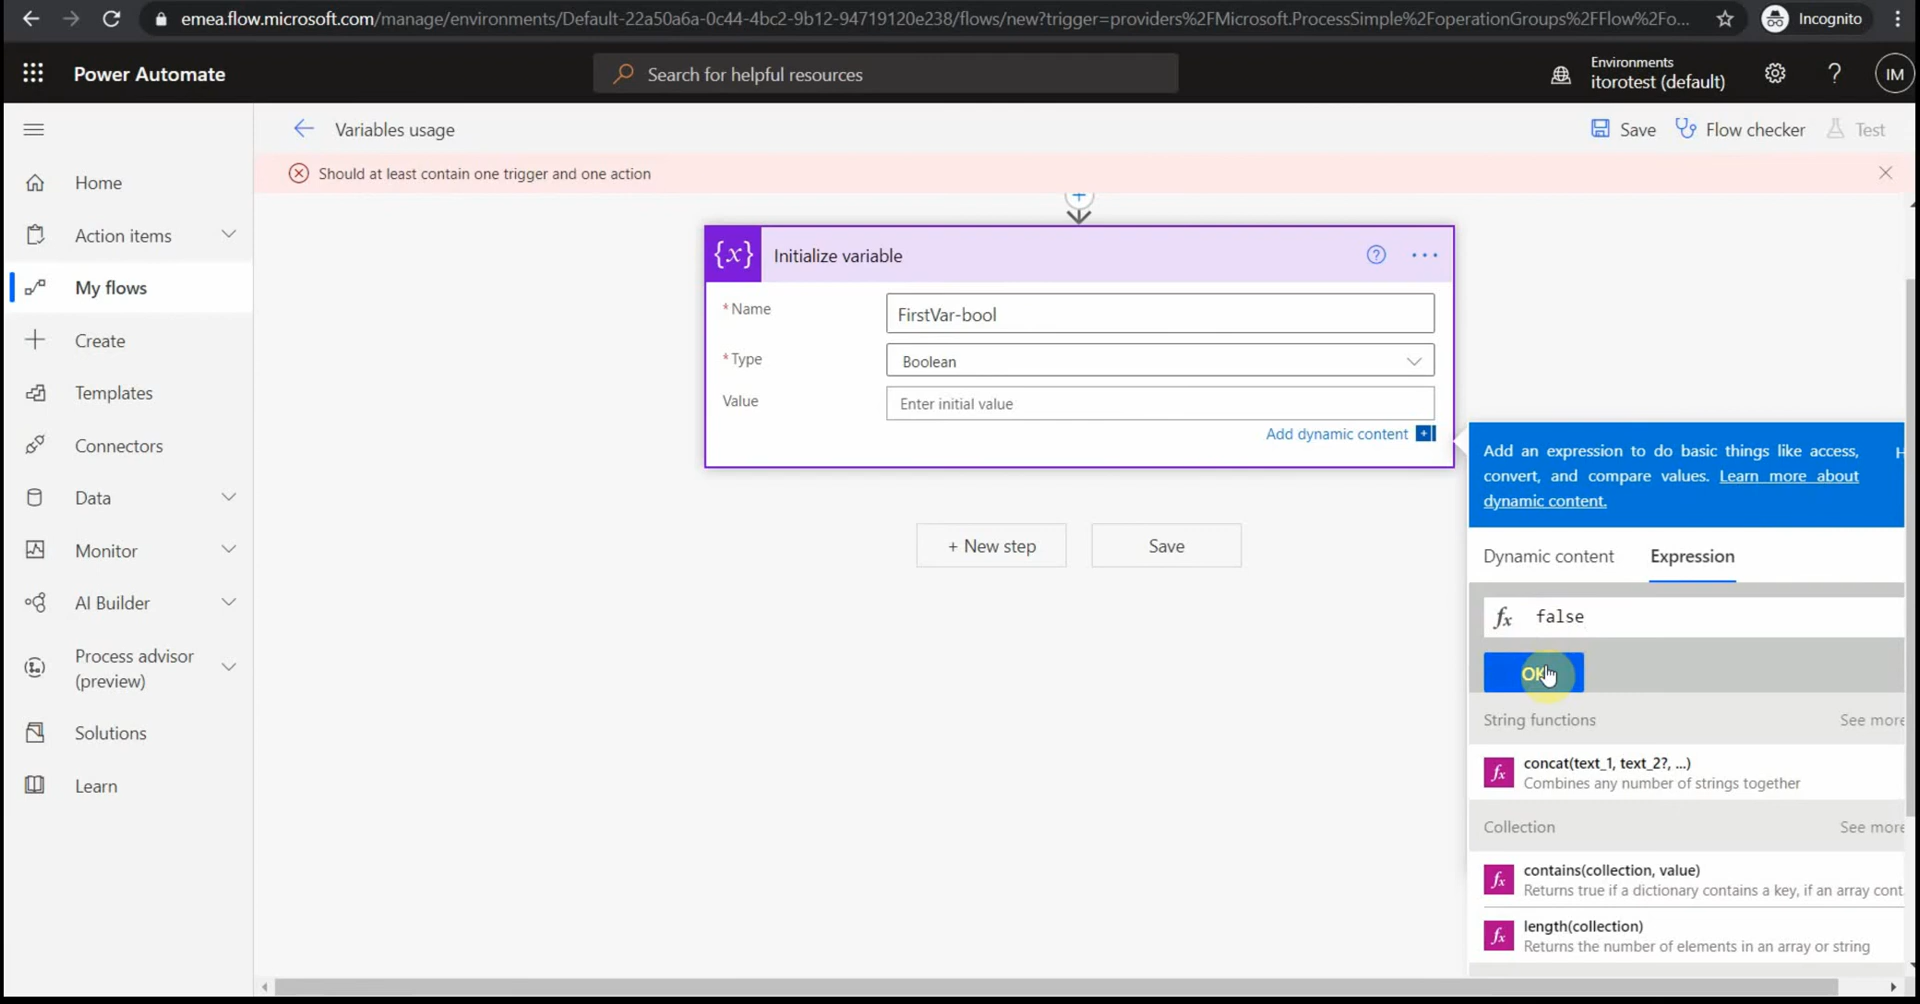 emea.flow.microsoft.com/manage/environments/Default-22a50a6a-0c44-4bc2-9b12-94719120e238/flows/new?trigger=providers%2FMicrosoft.ProcessSimple%2FoperationGroups%2FFlow%2Fo...
Incognito
Power Automate
Search for helpful resources
Environments
itorotest (default)
?
IM
Variables usage
Save
Flow checker
Test
Should at least contain one trigger and one action
Home
Action items
My flows
Create
Templates
Connectors
Data
Monitor
AI Builder
Process advisor
(preview)
Solutions
Learn
{x} Initialize variable
? ...
* Name
FirstVar-bool
* Type
Boolean
Value
Enter initial value
Add dynamic content +
+ New step
Save
Add an expression to do basic things like access,
convert, and compare values. Learn more about
dynamic content.
H
Dynamic content
Expression
fx false
OK
String functions
See more
fx concat(text_1, text_2?, ...)
Combines any number of strings together
Collection
See more
fx contains(collection, value)
Returns true if a dictionary contains a key, if an array cont
fx length(collection)
Returns the number of elements in an array or string